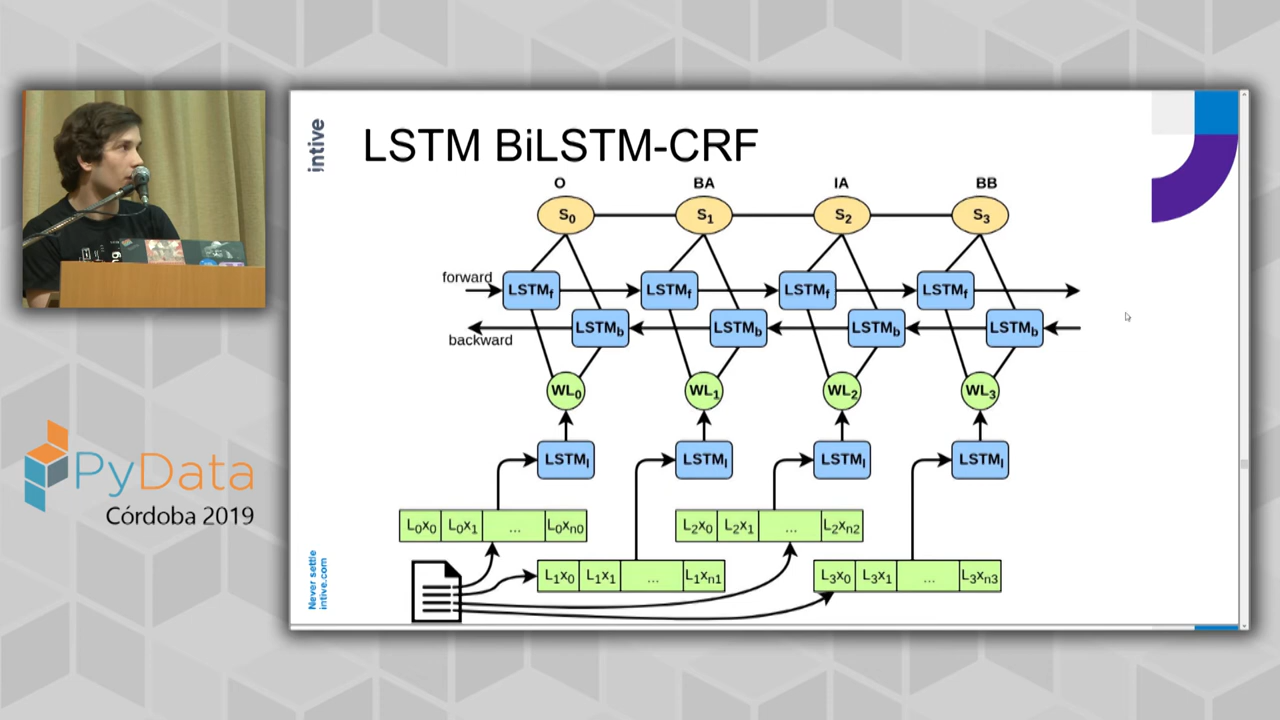 intive
LSTM BiLSTM-CRF
O BA IA BB
S0 S1 S2 S3
forward
LSTMf LSTMf LSTMf LSTMf
LSTMb LSTMb LSTMb LSTMb
backward
WL0 WL1 WL2 WL3
LSTMl LSTMl LSTMl LSTMl
L0x0 L0x1 ... L0xn0
L2x0 L2x1 ... L2xn2
L1x0 L1x1 ... L1xn1
L3x0 L3x1 ... L3xn3
Never settle
intive.com
PyData
Córdoba 2019